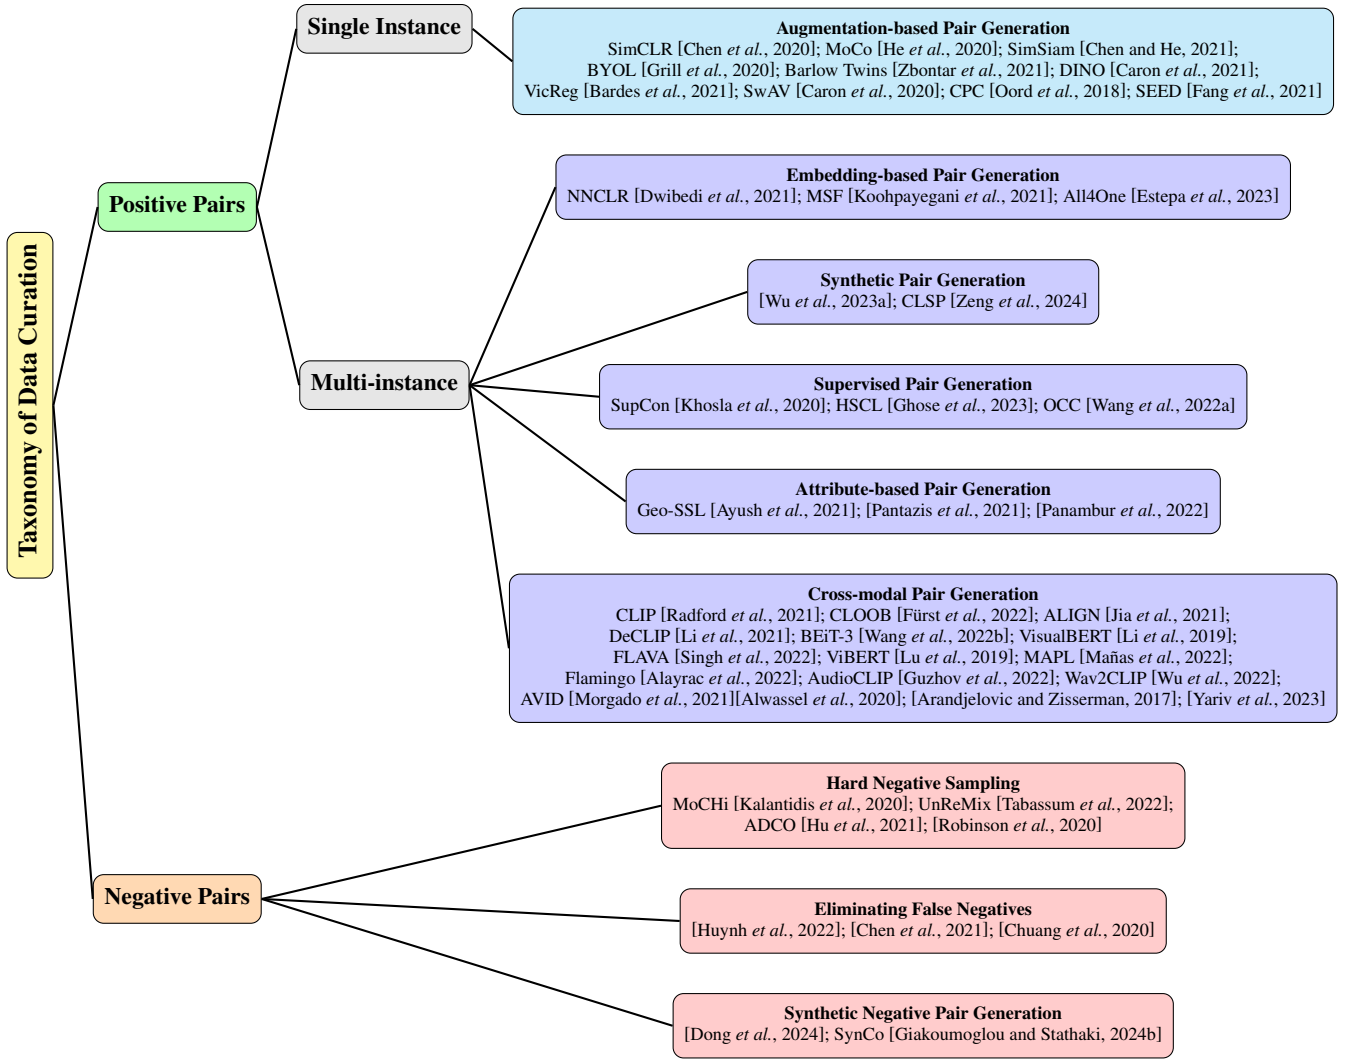 Taxonomy of Data Curation
Positive Pairs
Single Instance
Augmentation-based Pair Generation
SimCLR [Chen et al., 2020]; MoCo [He et al., 2020]; SimSiam [Chen and He, 2021];
BYOL [Grill et al., 2020]; Barlow Twins [Zbontar et al., 2021]; DINO [Caron et al., 2021];
VicReg [Bardes et al., 2021]; SwAV [Caron et al., 2020]; CPC [Oord et al., 2018]; SEED [Fang et al., 2021]
Multi-instance
Embedding-based Pair Generation
NNCLR [Dwibedi et al., 2021]; MSF [Koohpayegani et al., 2021]; All4One [Estepa et al., 2023]
Synthetic Pair Generation
[Wu et al., 2023a]; CLSP [Zeng et al., 2024]
Supervised Pair Generation
SupCon [Khosla et al., 2020]; HSCL [Ghose et al., 2023]; OCC [Wang et al., 2022a]
Attribute-based Pair Generation
Geo-SSL [Ayush et al., 2021]; [Pantazis et al., 2021]; [Panambur et al., 2022]
Cross-modal Pair Generation
CLIP [Radford et al., 2021]; CLOOB [Fürst et al., 2022]; ALIGN [Jia et al., 2021];
DeCLIP [Li et al., 2021]; BEiT-3 [Wang et al., 2022b]; VisualBERT [Li et al., 2019];
FLAVA [Singh et al., 2022]; ViBERT [Lu et al., 2019]; MAPL [Mañas et al., 2022];
Flamingo [Alayrac et al., 2022]; AudioCLIP [Guzhov et al., 2022]; Wav2CLIP [Wu et al., 2022];
AVID [Morgado et al., 2021][Alwassel et al., 2020]; [Arandjelovic and Zisserman, 2017]; [Yariv et al., 2023]
Negative Pairs
Hard Negative Sampling
MoCHi [Kalantidis et al., 2020]; UnReMix [Tabassum et al., 2022];
ADCO [Hu et al., 2021]; [Robinson et al., 2020]
Eliminating False Negatives
[Huynh et al., 2022]; [Chen et al., 2021]; [Chuang et al., 2020]
Synthetic Negative Pair Generation
[Dong et al., 2024]; SynCo [Giakoumoglou and Stathaki, 2024b]